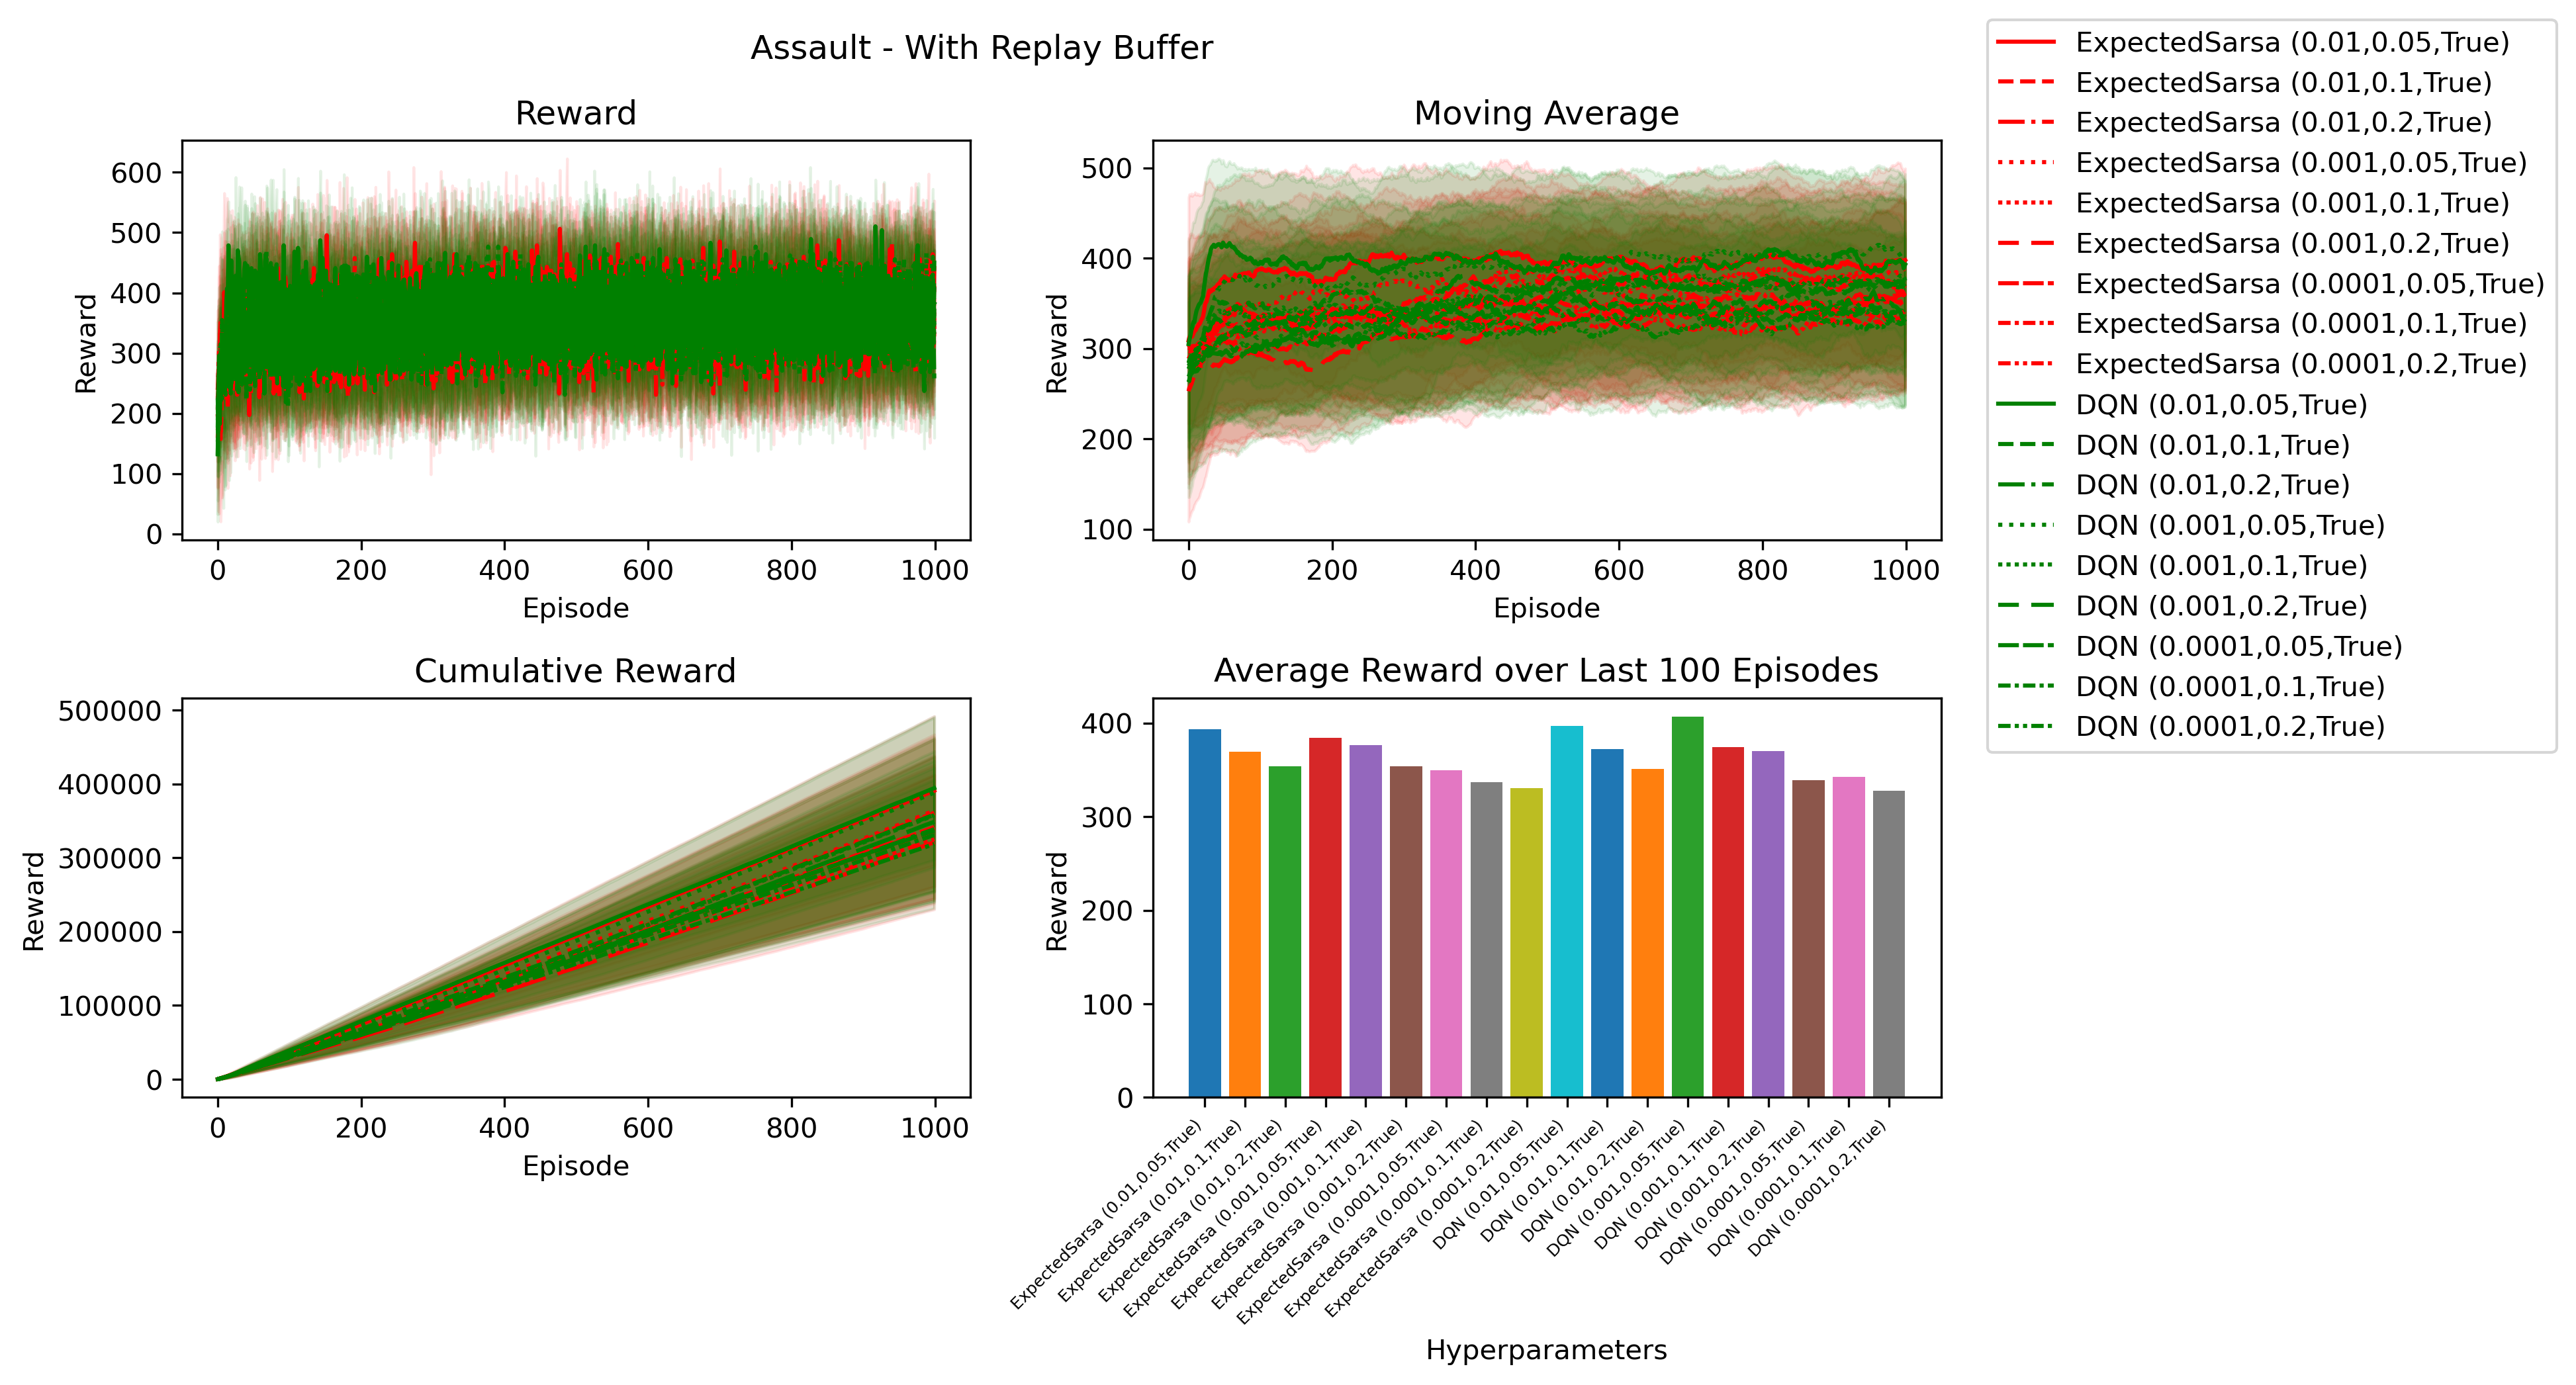 Assault - With Replay Buffer
Reward
600
500
400
300
200
100
0
Reward
0 200 400 600 800 1000
Episode
Moving Average
500
400
300
200
100
Reward
0 200 400 600 800 1000
Episode
Cumulative Reward
500000
400000
300000
200000
100000
0
Reward
0 200 400 600 800 1000
Episode
Average Reward over Last 100 Episodes
400
300
200
100
0
Reward
ExpectedSarsa (0.01,0.05,True)
ExpectedSarsa (0.01,0.1,True)
ExpectedSarsa (0.01,0.2,True)
ExpectedSarsa (0.001,0.05,True)
ExpectedSarsa (0.001,0.1,True)
ExpectedSarsa (0.001,0.2,True)
ExpectedSarsa (0.0001,0.05,True)
ExpectedSarsa (0.0001,0.1,True)
ExpectedSarsa (0.0001,0.2,True)
DQN (0.01,0.05,True)
DQN (0.01,0.1,True)
DQN (0.01,0.2,True)
DQN (0.001,0.05,True)
DQN (0.001,0.1,True)
DQN (0.001,0.2,True)
DQN (0.0001,0.05,True)
DQN (0.0001,0.1,True)
DQN (0.0001,0.2,True)
Hyperparameters
ExpectedSarsa (0.01,0.05,True)
ExpectedSarsa (0.01,0.1,True)
ExpectedSarsa (0.01,0.2,True)
ExpectedSarsa (0.001,0.05,True)
ExpectedSarsa (0.001,0.1,True)
ExpectedSarsa (0.001,0.2,True)
ExpectedSarsa (0.0001,0.05,True)
ExpectedSarsa (0.0001,0.1,True)
ExpectedSarsa (0.0001,0.2,True)
DQN (0.01,0.05,True)
DQN (0.01,0.1,True)
DQN (0.01,0.2,True)
DQN (0.001,0.05,True)
DQN (0.001,0.1,True)
DQN (0.001,0.2,True)
DQN (0.0001,0.05,True)
DQN (0.0001,0.1,True)
DQN (0.0001,0.2,True)